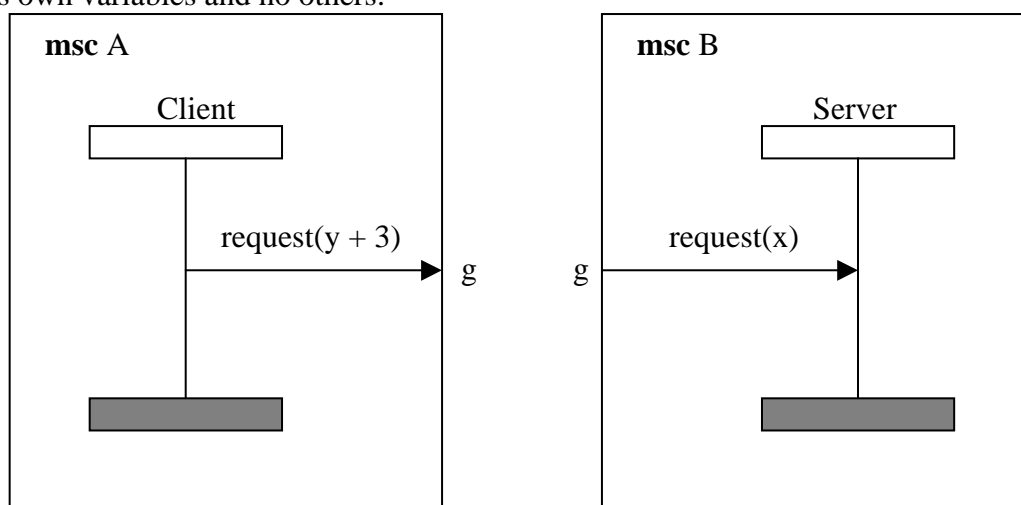 s own variables and no others.
msc A
msc B
Client
Server
request(y + 3)
request(x)
g
g